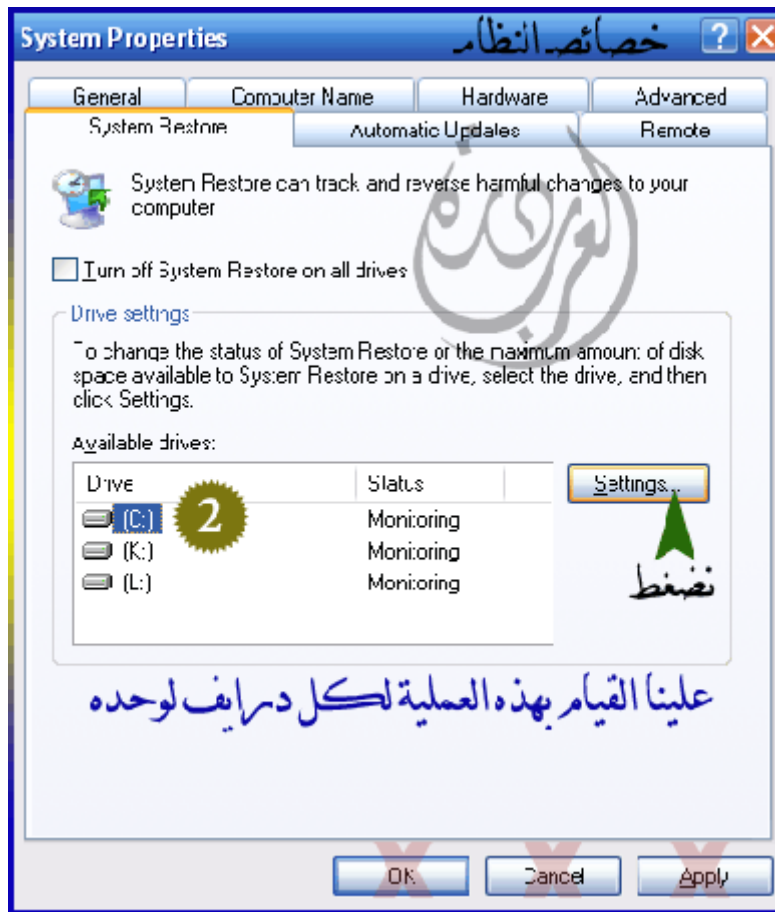 System Properties خصائص النظام
General Computer Name Hardware Advanced
System Restore Automatic Updates Remote
System Restore can track and reverse harmful changes to your
computer
Turn off System Restore on all drives
Drive settings
To change the status of System Restore or the maximum amount of disk
space available to System Restore on a drive, select the drive, and then
click Settings.
Available drives:
Drive Status Settings...
(C:) 2 Monitoring
(K:) Monitoring
(L:) Monitoring
نضغط
علينا القيام بهذه العملية لكل درايف لوحده
OK Cancel Apply